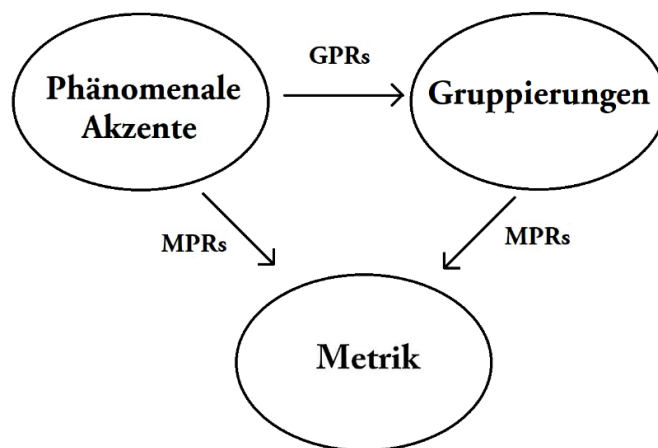 GPRs
Phänomenale
Akzente
Gruppierungen
MPRs
MPRs
Metrik